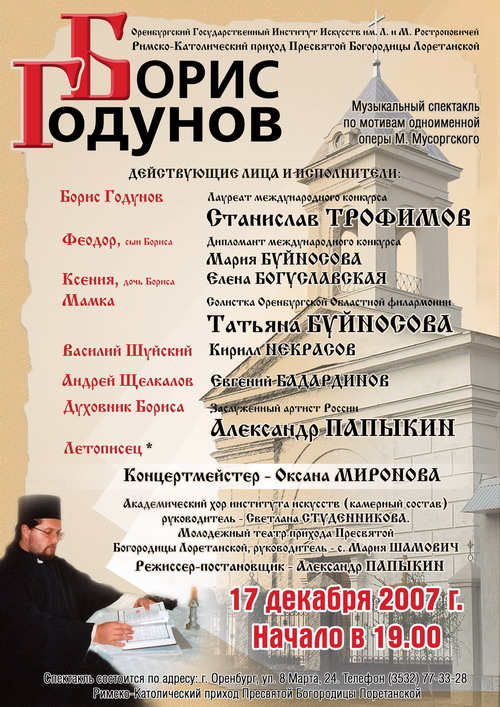 Оренбургский Государственный Институт Искусств им. Л. и М. Ростроповичей
Римско-Католический приход Пресвятой Богородицы Лоретанской
Борис
Годунов
Музыкальный спектакль
по мотивам одноименной
оперы М. Мусоргского
действующие лица и исполнители:
Борис Годунов Лауреат международного конкурса
Станислав ТРОФИМОВ
Феодор, сын Бориса Дипломант международного конкурса
Мария БУЙНОСОВА
Ксения, дочь Бориса Елена БОГУСЛАВСКАЯ
Мамка Солистка Оренбургской Областной филармонии
Татьяна БУЙНОСОВА
Василий Шуйский Кирилл НЕКРАСОВ
Андрей Щелкалов Евгений БАДАРДИНОВ
Духовник Бориса Заслуженный артист России
Александр ПАПЫКИН
Летописец *
Концертмейстер - Оксана МИРОНОВА
Академический хор института искусств (камерный состав)
руководитель - Светлана СТУДЕННИКОВА.
Молодежный театр прихода Пресвятой
Богородицы Лоретанской, руководитель - с. Мария ШАМОВИЧ
Режиссер-постановщик - Александр ПАПЫКИН
17 декабря 2007 г.
Начало в 19.00
Спектакль состоится по адресу: г. Оренбург, ул. 8 Марта, 24. Телефон (3532) 77-33-28
Римско-Католический приход Пресвятой Богородицы Лоретанской